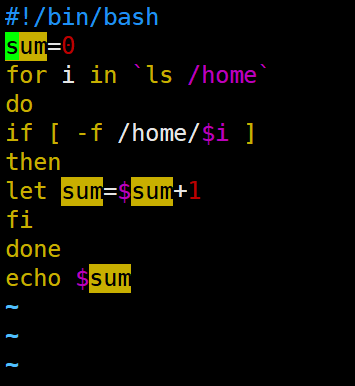 #!/bin/bash
sum=0
for i in `ls /home`
do
if [ -f /home/$i ]
then
let sum=$sum+1
fi
done
echo $sum
~
~
~